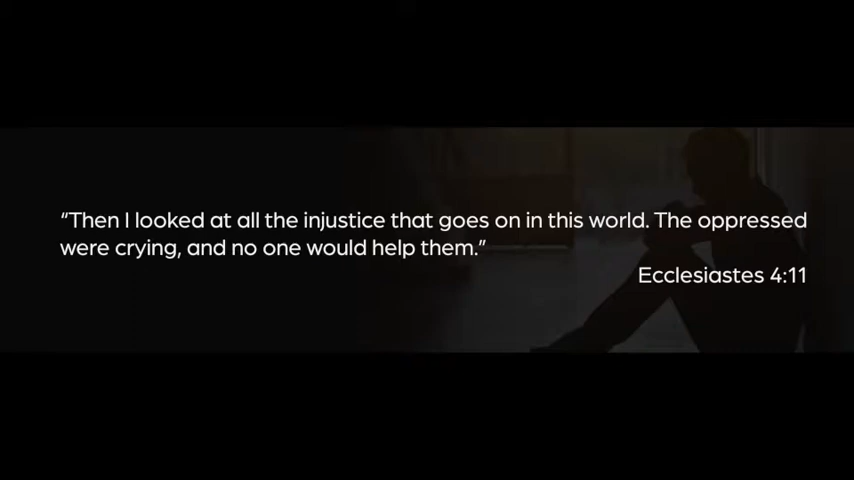 “Then I looked at all the injustice that goes on in this world. The oppressed
were crying, and no one would help them.”
Ecclesiastes 4:11